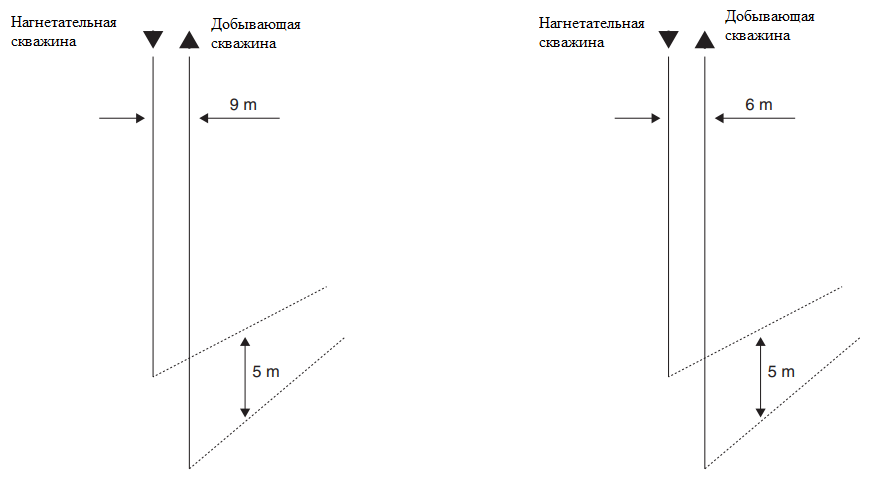 Нагнетательная
скважина
Добывающая
скважина
9 m
5 m
Нагнетательная
скважина
Добывающая
скважина
6 m
5 m